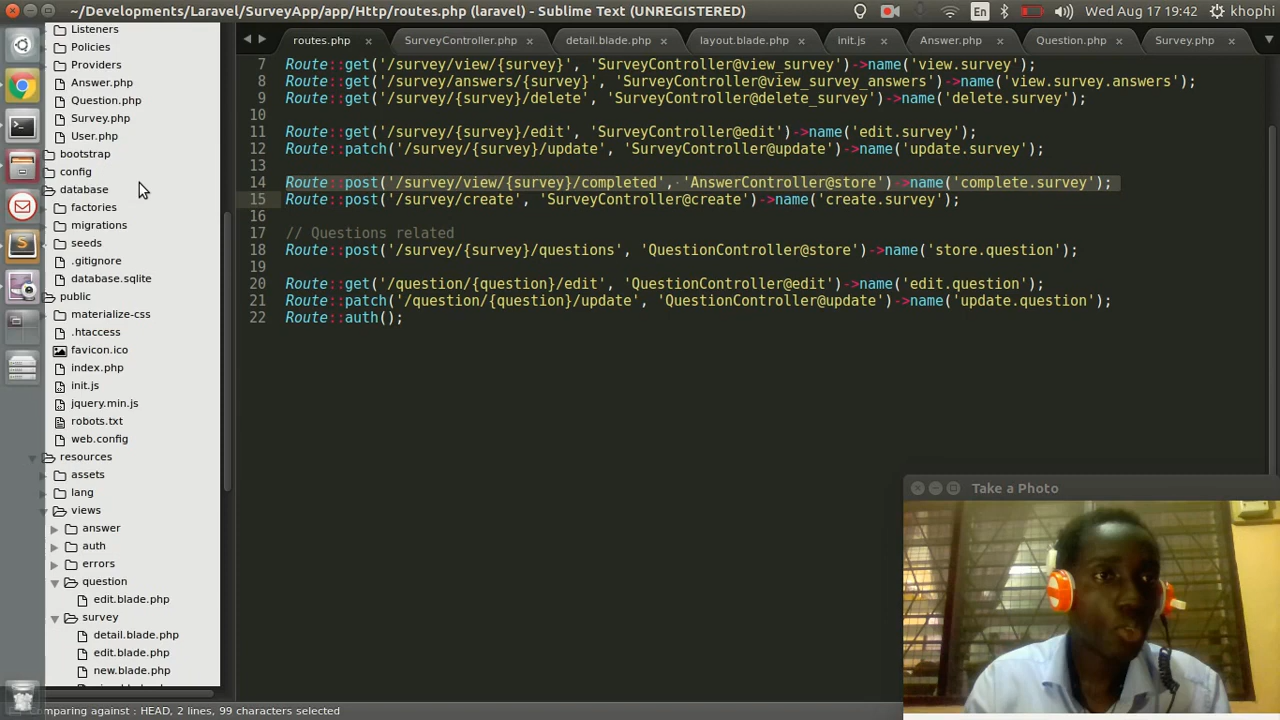 ~/Developments/Laravel/SurveyApp/app/Http/routes.php (laravel) - Sublime Text (UNREGISTERED)
En
Wed Aug 17 19:42
khophi
routes.php
SurveyController.php
detail.blade.php
layout.blade.php
init.js
Answer.php
Question.php
Survey.php
Listeners
Policies
Providers
Answer.php
Question.php
Survey.php
User.php
bootstrap
config
database
factories
migrations
seeds
.gitignore
database.sqlite
public
materialize-css
.htaccess
favicon.ico
index.php
init.js
jquery.min.js
robots.txt
web.config
resources
assets
lang
views
answer
auth
errors
question
edit.blade.php
survey
detail.blade.php
edit.blade.php
new.blade.php
7 Route::get('/survey/view/{survey}', 'SurveyController@view_survey')->name('view.survey');
8 Route::get('/survey/answers/{survey}', 'SurveyController@view_survey_answers')->name('view.survey.answers');
9 Route::get('/survey/{survey}/delete', 'SurveyController@delete_survey')->name('delete.survey');
10
11 Route::get('/survey/{survey}/edit', 'SurveyController@edit')->name('edit.survey');
12 Route::patch('/survey/{survey}/update', 'SurveyController@update')->name('update.survey');
13
14 Route::post('/survey/view/{survey}/completed', 'AnswerController@store')->name('complete.survey');
15 Route::post('/survey/create', 'SurveyController@create')->name('create.survey');
16
17 // Questions related
18 Route::post('/survey/{survey}/questions', 'QuestionController@store')->name('store.question');
19
20 Route::get('/question/{question}/edit', 'QuestionController@edit')->name('edit.question');
21 Route::patch('/question/{question}/update', 'QuestionController@update')->name('update.question');
22 Route::auth();
Take a Photo
Comparing against : HEAD, 2 lines, 99 characters selected